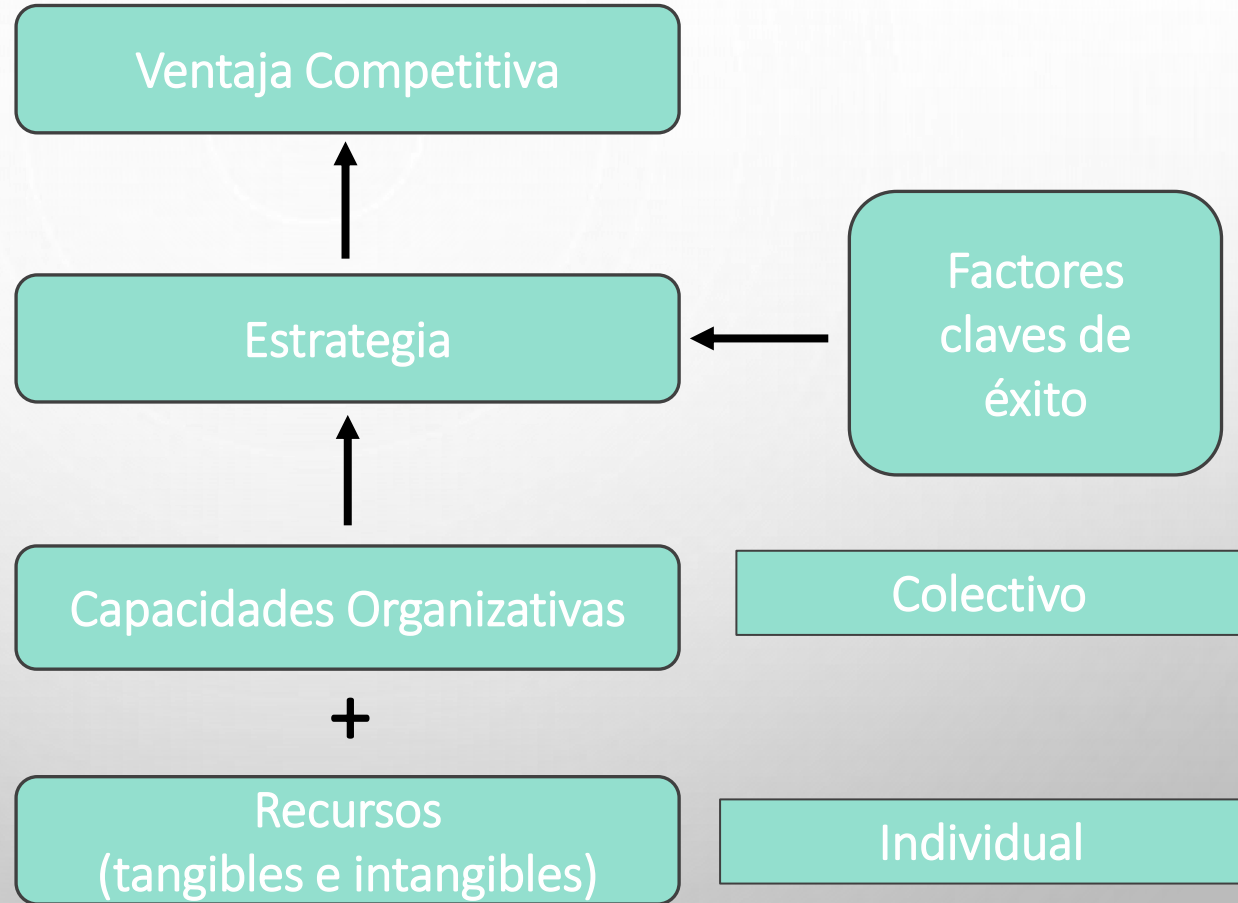 Ventaja Competitiva
Estrategia
Factores
claves de
éxito
Capacidades Organizativas
Colectivo
+
Recursos
(tangibles e intangibles)
Individual